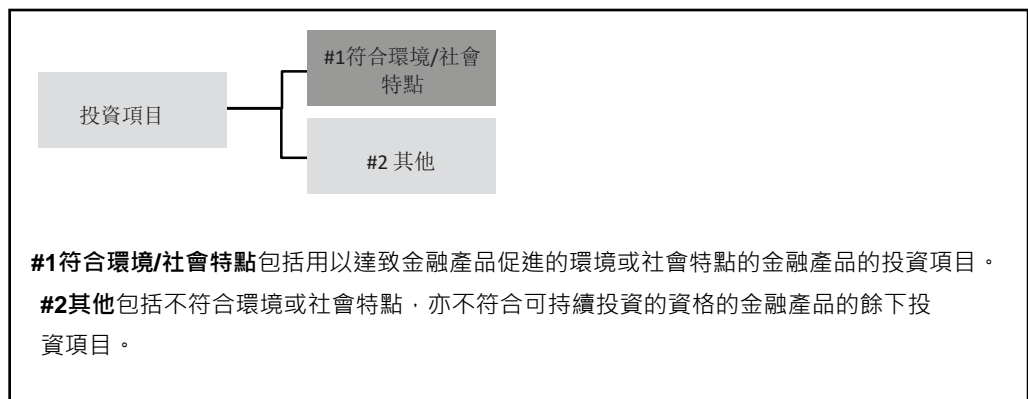 #1符合環境/社會
特點
投資項目
#2 其他
#1符合環境/社會特點包括用以達致金融產品促進的環境或社會特點的金融產品的投資項目。
#2其他包括不符合環境或社會特點，亦不符合可持續投資的資格的金融產品的餘下投
資項目。